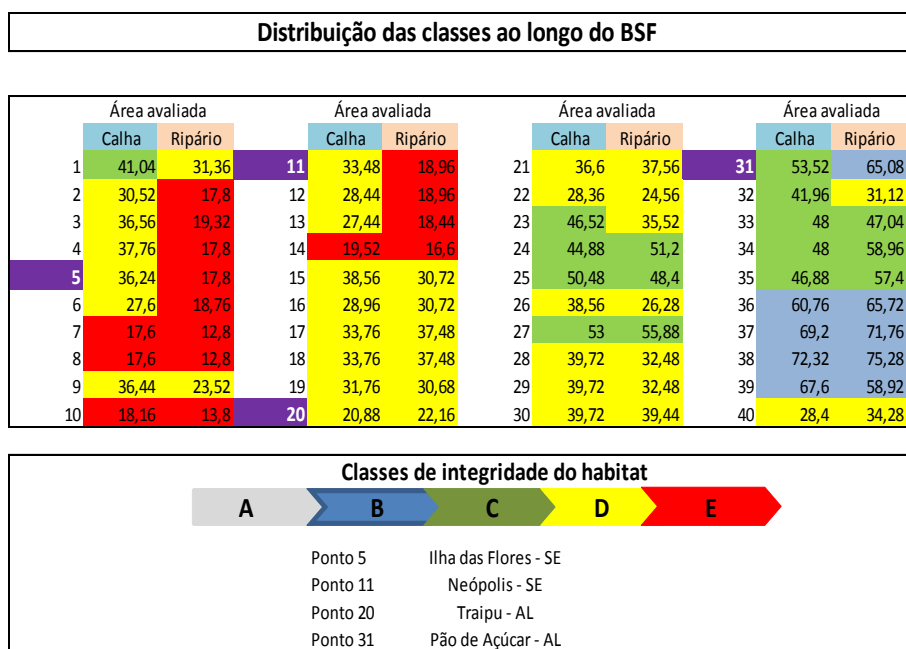 Distribuição das classes ao longo do BSF
Área avaliada Área avaliada Área avaliada Área avaliada
Calha Ripário Calha Ripário Calha Ripário Calha Ripário
1 41,04 31,36 11 33,48 18,96 21 36,6 37,56 31 53,52 65,08
2 30,52 17,8 12 28,44 18,96 22 28,36 24,56 32 41,96 31,12
3 36,56 19,32 13 27,44 18,44 23 46,52 35,52 33 48 47,04
4 37,76 17,8 14 19,52 16,6 24 44,88 51,2 34 48 58,96
5 36,24 17,8 15 38,56 30,72 25 50,48 48,4 35 46,88 57,4
6 27,6 18,76 16 28,96 30,72 26 38,56 26,28 36 60,76 65,72
7 17,6 12,8 17 33,76 37,48 27 53 55,88 37 69,2 71,76
8 17,6 12,8 18 33,76 37,48 28 39,72 32,48 38 72,32 75,28
9 36,44 23,52 19 31,76 30,68 29 39,72 32,48 39 67,6 58,92
10 18,16 13,8 20 20,88 22,16 30 39,72 39,44 40 28,4 34,28
Classes de integridade do habitat
A B C D E
Ponto 5 Ilha das Flores - SE
Ponto 11 Neópolis - SE
Ponto 20 Traipu - AL
Ponto 31 Pão de Açúcar - AL